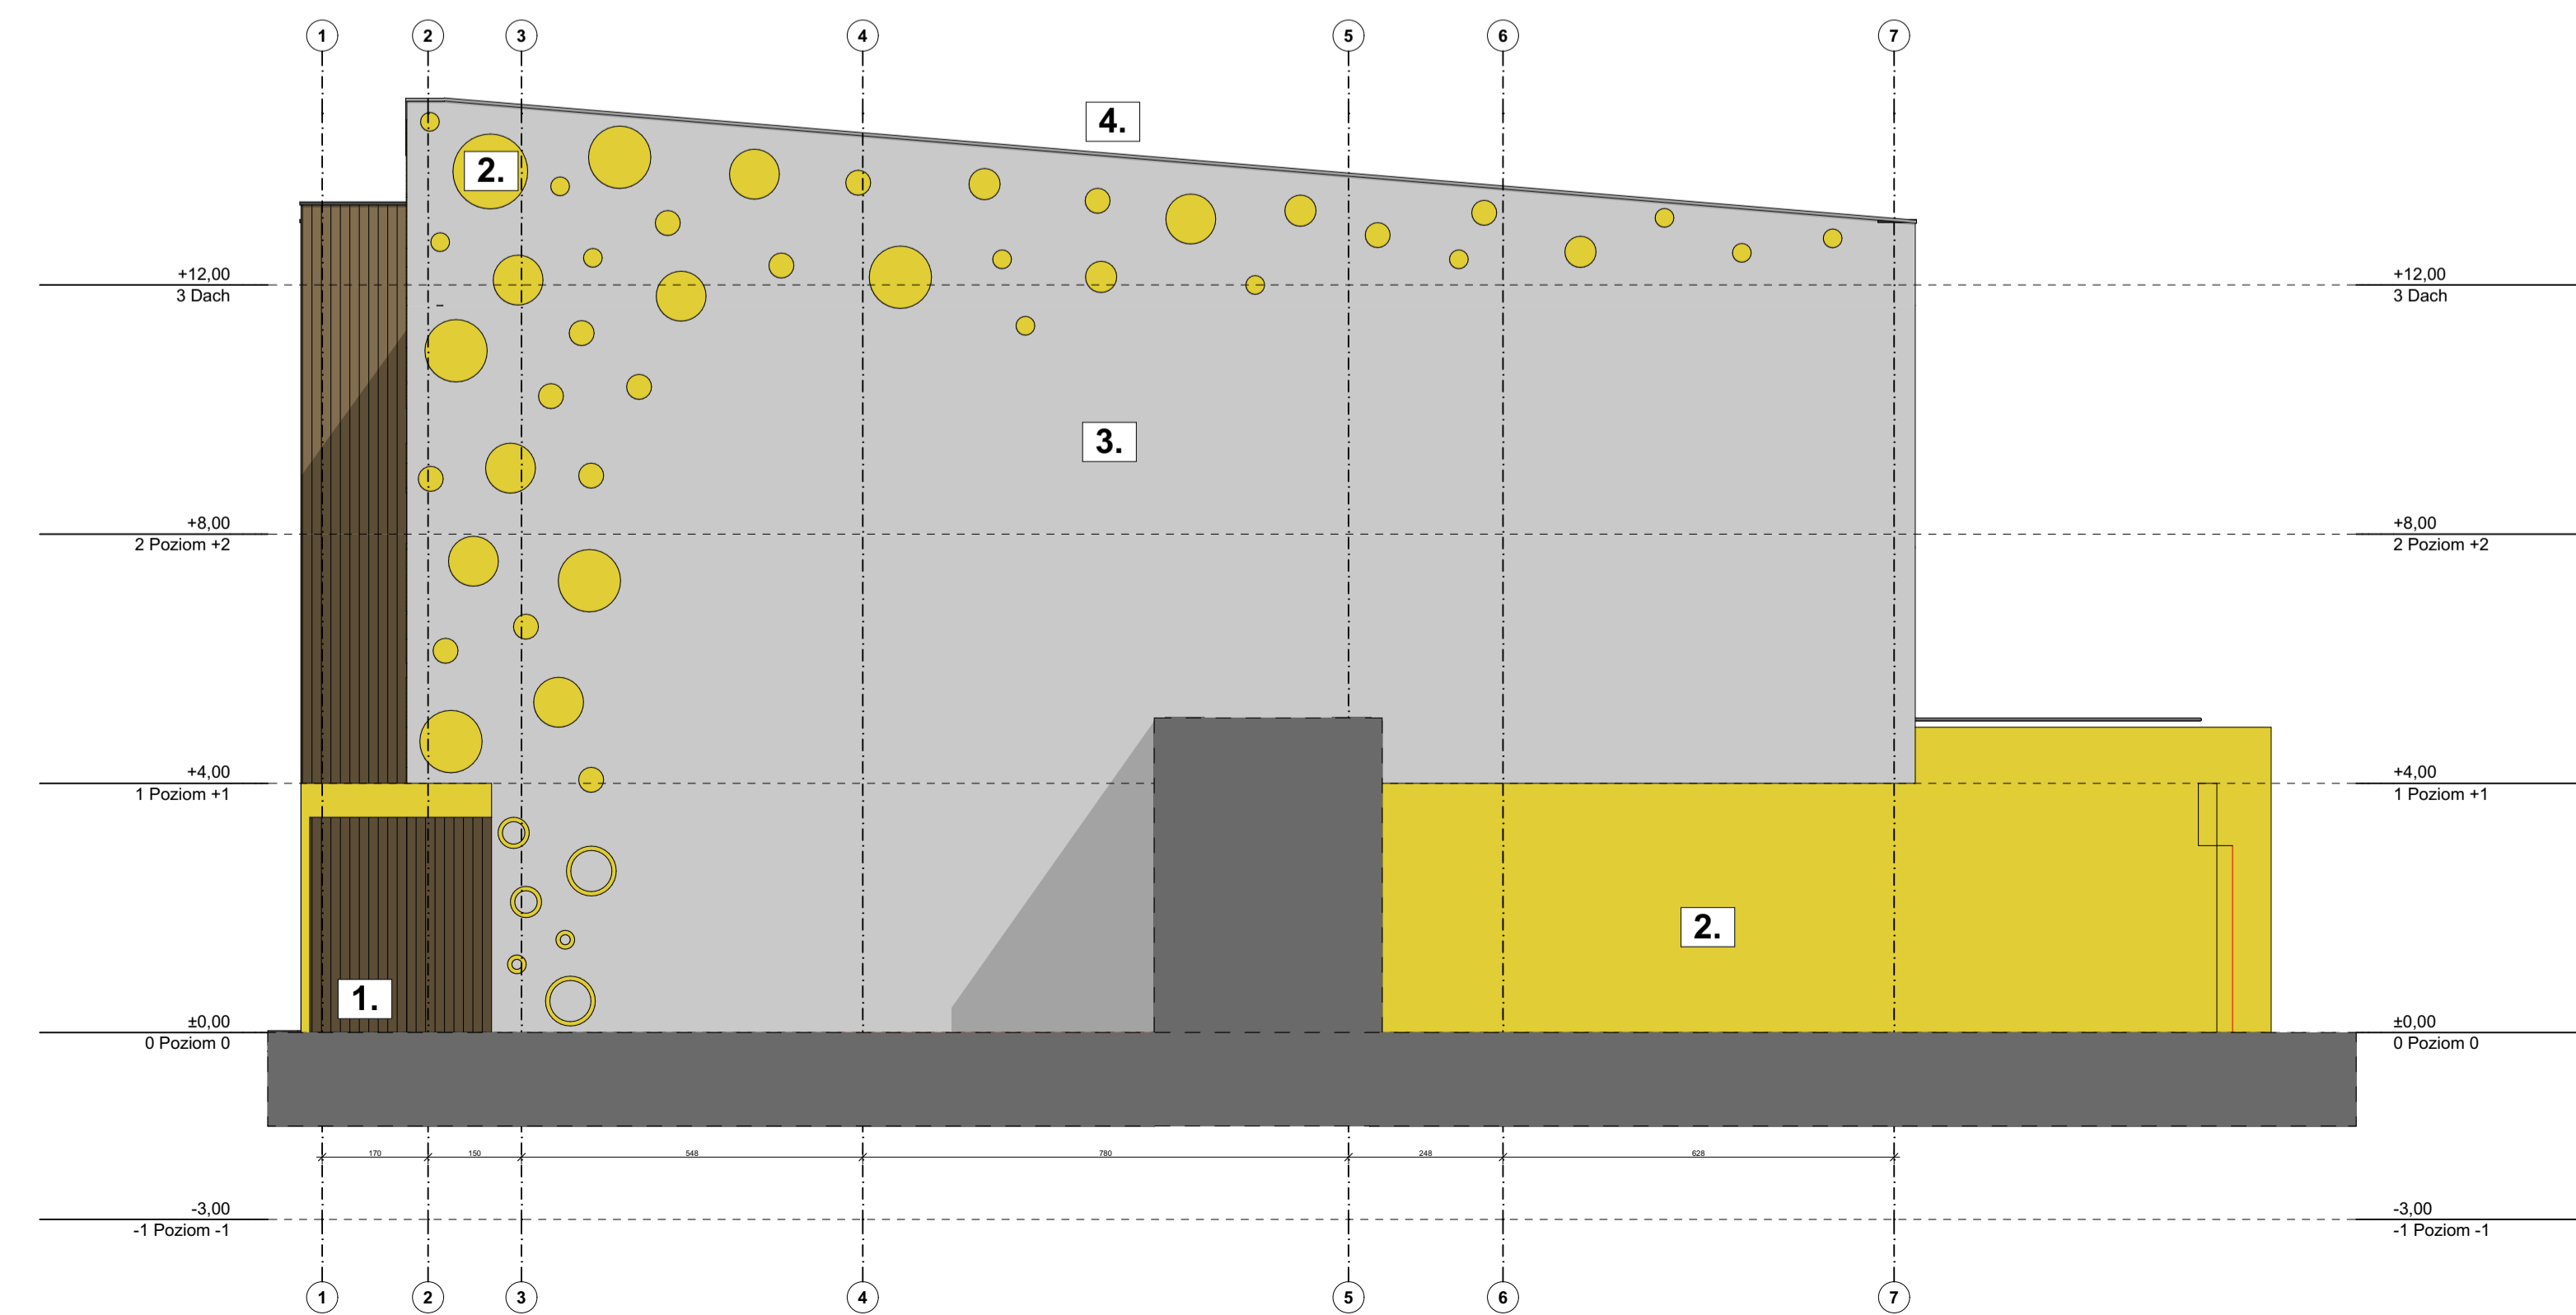 1 2 3 4 5 6 7
4.
2.
+12,00 +12,00
3 Dach 3 Dach
3.
+8,00 +8,00
2 Poziom +2 2 Poziom +2
+4,00 +4,00
1 Poziom +1 1 Poziom +1
2.
1.
±0,00 ±0,00
0 Poziom 0 0 Poziom 0
170 150 548 780 248 628
-3,00 -3,00
-1 Poziom -1 -1 Poziom -1
1 2 3 4 5 6 7